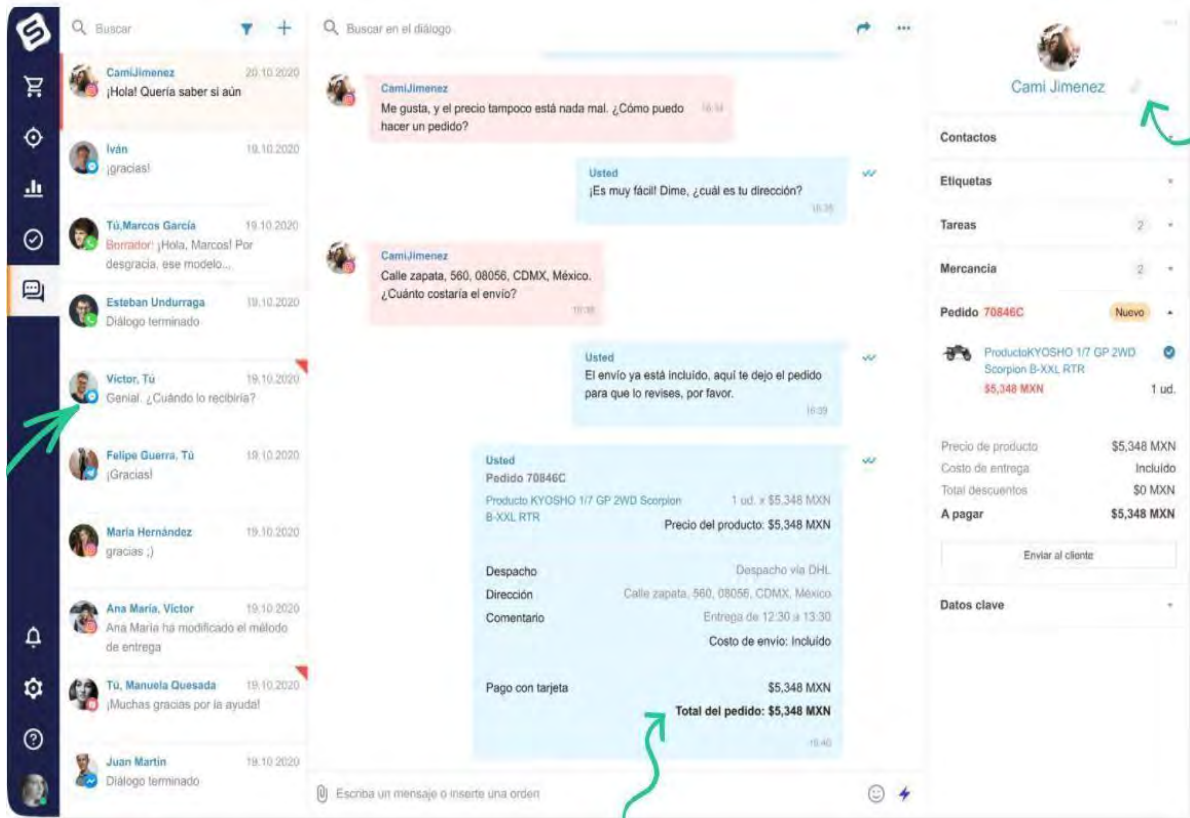 Buscar
CamiJimenez 20.10.2020
¡Hola! Quería saber si aún
Iván 19.10.2020
¡gracias!
Tú,Marcos García 19.10.2020
Borrador: ¡Hola, Marcos! Por
desgracia, ese modelo...
Esteban Undurraga 19.10.2020
Diálogo terminado
Víctor, Tú 19.10.2020
Genial. ¿Cuándo lo recibiría?
Felipe Guerra, Tú 19.10.2020
¡Gracias!
María Hernández 19.10.2020
gracias ;)
Ana María, Víctor 19.10.2020
Ana María ha modificado el método
de entrega
Tú, Manuela Quesada 19.10.2020
¡Muchas gracias por la ayuda!
Juan Martín 19.10.2020
Diálogo terminado
Buscar en el diálogo
CamiJimenez
Me gusta, y el precio tampoco está nada mal. ¿Cómo puedo
hacer un pedido?
Usted
¡Es muy fácil! Dime, ¿cuál es tu dirección?
CamiJimenez
Calle zapata, 560, 08056, CDMX, México.
¿Cuánto costaría el envío?
Usted
El envío ya está incluido, aquí te dejo el pedido
para que lo revises, por favor.
16:39
Usted
Pedido 70846C
Producto KYOSHO 1/7 GP 2WD Scorpion 1 ud. x $5,348 MXN
B-XXL RTR
Precio del producto: $5,348 MXN
Despacho Despacho vía DHL
Dirección Calle zapata, 560, 08056, CDMX, México
Comentario Entrega de 12:30 a 13:30
Costo de envío: Incluído
Pago con tarjeta $5,348 MXN
Total del pedido: $5,348 MXN
16:40
Escriba un mensaje o inserte una orden
Cami Jimenez
Contactos
Etiquetas
Tareas 2
Mercancía 2
Pedido 70846C Nuevo
ProductoKYOSHO 1/7 GP 2WD
Scorpion B-XXL RTR
$5,348 MXN 1 ud.
Precio de producto $5,348 MXN
Costo de entrega Incluído
Total descuentos $0 MXN
A pagar $5,348 MXN
Enviar al cliente
Datos clave